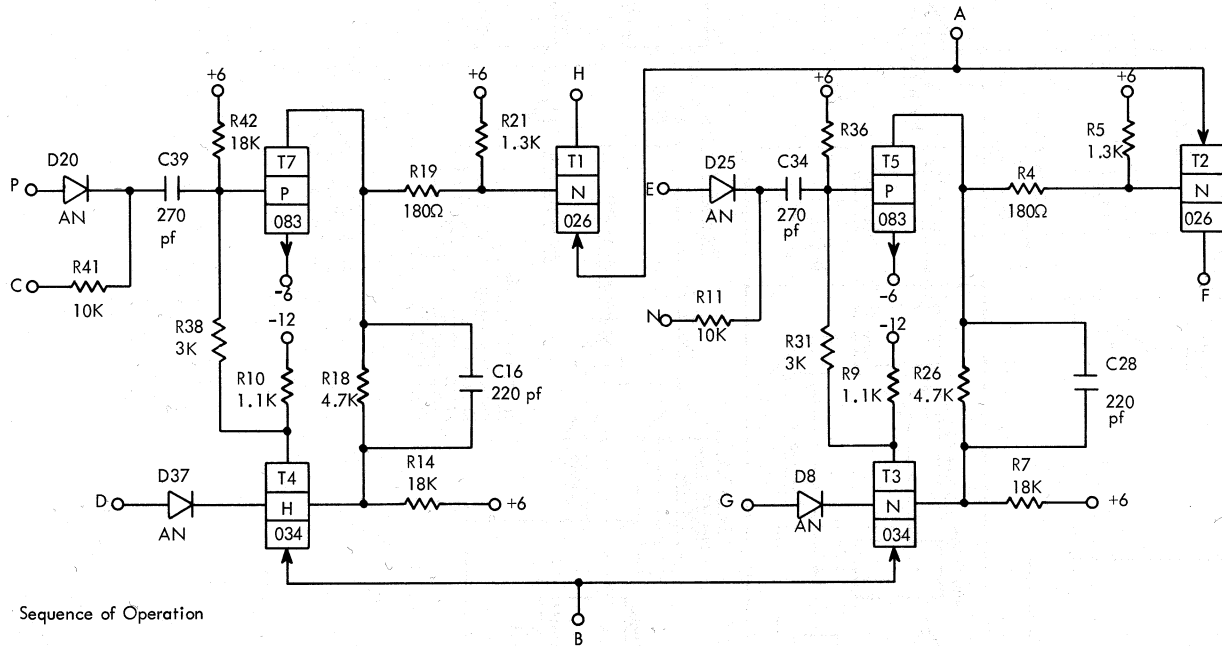 A
+6
+6
H
+6
+6
R42
18K
R21
1.3K
R36
R5
1.3K
D20
C39
T7
T1
D25
C34
T5
T2
P
P
R19
N
E
P
R4
N
AN
270
pf
083
180Ω
026
AN
270
pf
083
180Ω
026
C
R41
10K
-6
N
R11
10K
-6
F
R38
3K
-12
R31
3K
-12
R10
1.1K
R18
4.7K
C16
220 pf
R9
1.1K
R26
4.7K
C28
220
pf
D37
T4
R14
18K
D8
T3
R7
18K
D
H
+6
G
N
+6
AN
034
AN
034
Sequence of Operation
B